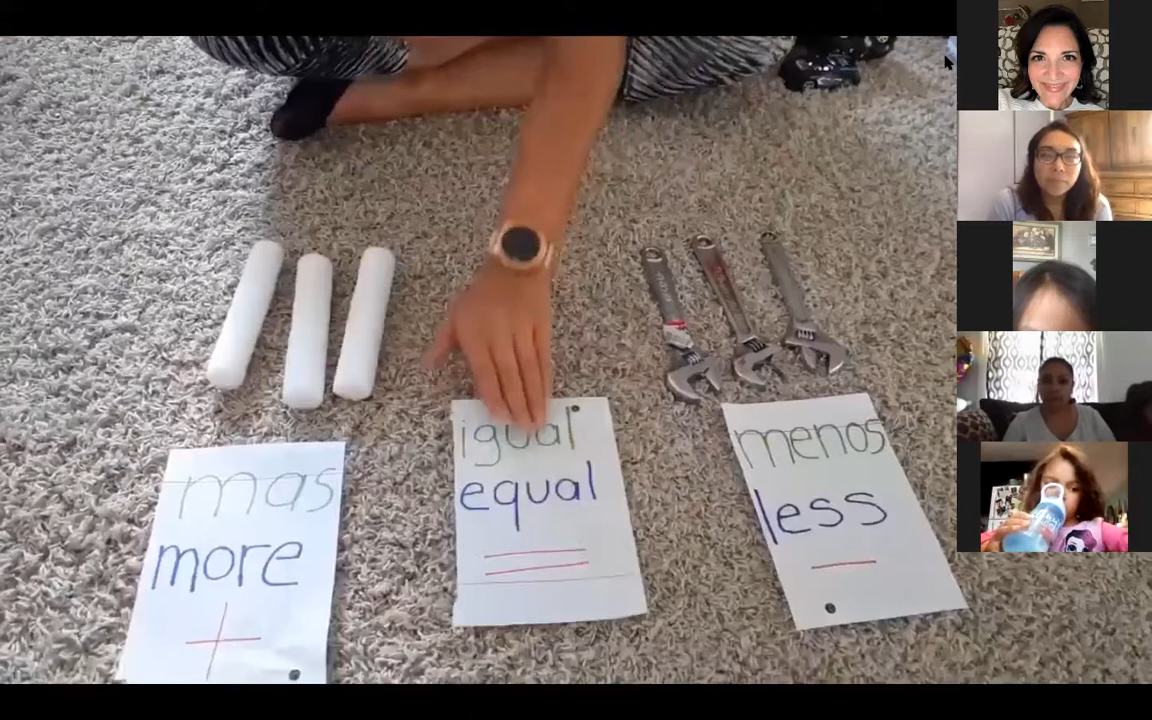 mas
more
+
igual
equal
=
menos
less
-